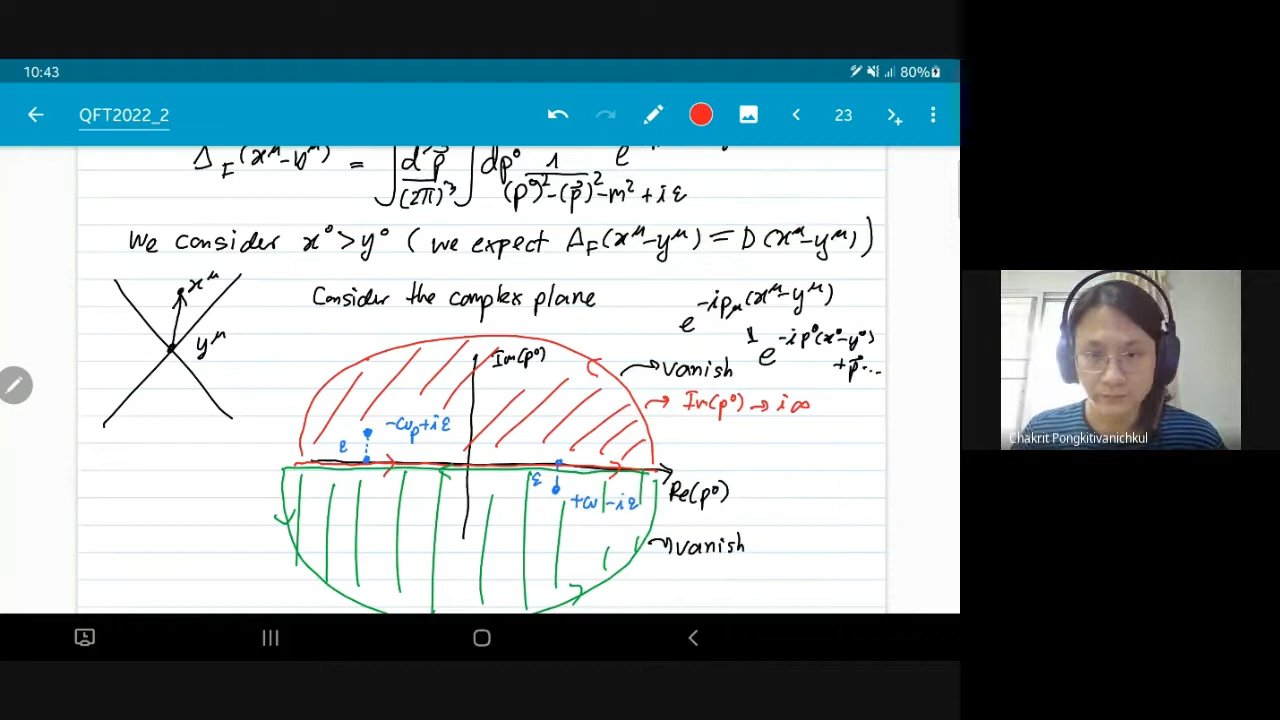 10:43
80%
QFT2022_2
23
Δ_F(x^μ-y^μ) = ∫ d³p⃗/(2π)³ ∫ dp⁰ 1/((p⁰)²-(p⃗)²-m²+iε) e
We consider x⁰>y⁰ (we expect Δ_F(x^μ-y^μ) = D(x^μ-y^μ))
x^μ
y^μ
Consider the complex plane
e^{-ip_μ(x^μ-y^μ)}
e^{-ip⁰(x⁰-y⁰)+p⃗...}
Im(p⁰)
vanish
Im(p⁰) → i∞
-ω_p+iε
ε
ε
+ω-iε
Re(p⁰)
vanish
Chakrit Pongkitivanichkul